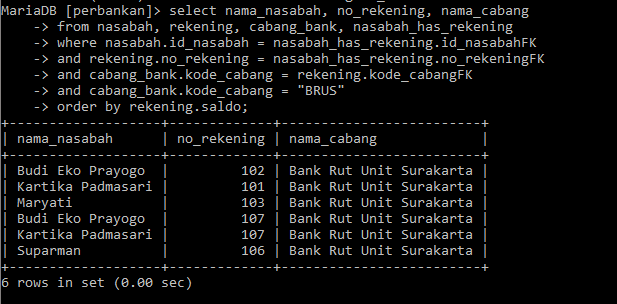 MariaDB [perbankan]> select nama_nasabah, no_rekening, nama_cabang
    -> from nasabah, rekening, cabang_bank, nasabah_has_rekening
    -> where nasabah.id_nasabah = nasabah_has_rekening.id_nasabahFK
    -> and rekening.no_rekening = nasabah_has_rekening.no_rekeningFK
    -> and cabang_bank.kode_cabang = rekening.kode_cabangFK
    -> and cabang_bank.kode_cabang = "BRUS"
    -> order by rekening.saldo;
+-------------------+-------------+-------------------------+
| nama_nasabah      | no_rekening | nama_cabang             |
+-------------------+-------------+-------------------------+
| Budi Eko Prayogo  |         102 | Bank Rut Unit Surakarta |
| Kartika Padmasari |         101 | Bank Rut Unit Surakarta |
| Maryati           |         103 | Bank Rut Unit Surakarta |
| Budi Eko Prayogo  |         107 | Bank Rut Unit Surakarta |
| Kartika Padmasari |         107 | Bank Rut Unit Surakarta |
| Suparman          |         106 | Bank Rut Unit Surakarta |
+-------------------+-------------+-------------------------+
6 rows in set (0.00 sec)